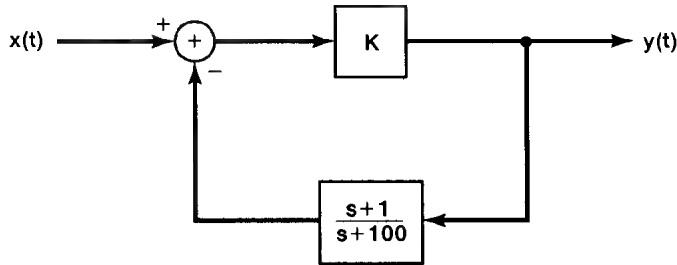 x(t)
+
+
−
K
y(t)
s+1
s+100